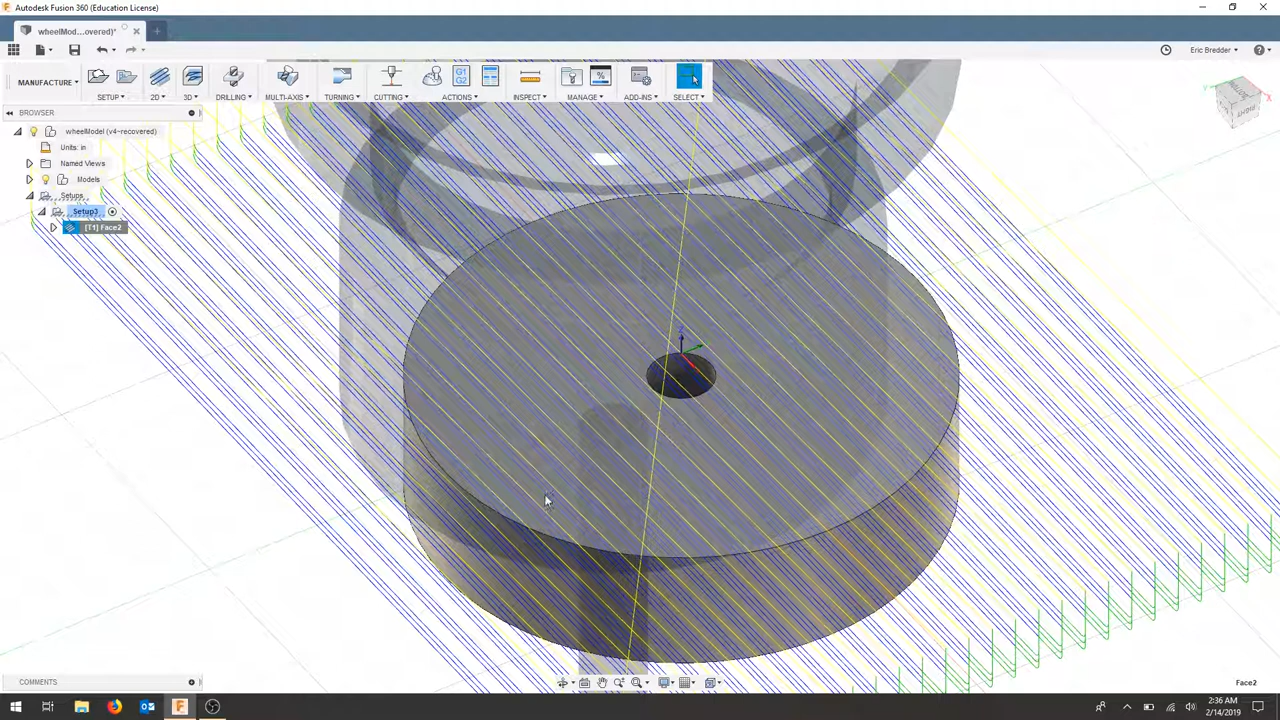 Autodesk Fusion 360 (Education License)
wheelMod...overed)*
Eric Bredder
MANUFACTURE
SETUP
2D
3D
DRILLING
MULTI-AXIS
TURNING
CUTTING
G1
G2
ACTIONS
INSPECT
%
MANAGE
ADD-INS
SELECT
BROWSER
wheelModel (v4~recovered)
Units: in
Named Views
Models
Setups
Setup3
[T1] Face2
Z
Y
X
COMMENTS
Face2
2:36 AM
2/14/2019